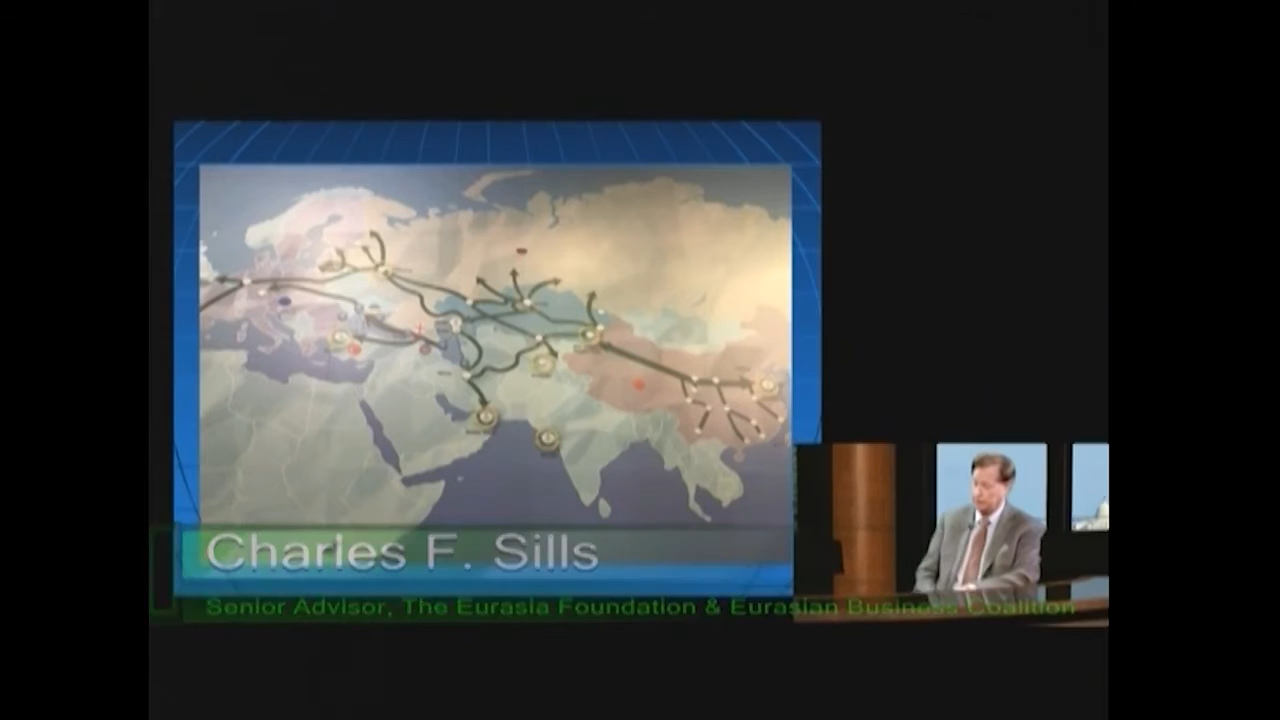 Charles F. Sills
Senior Advisor, The Eurasia Foundation & Eurasian Business Coalition